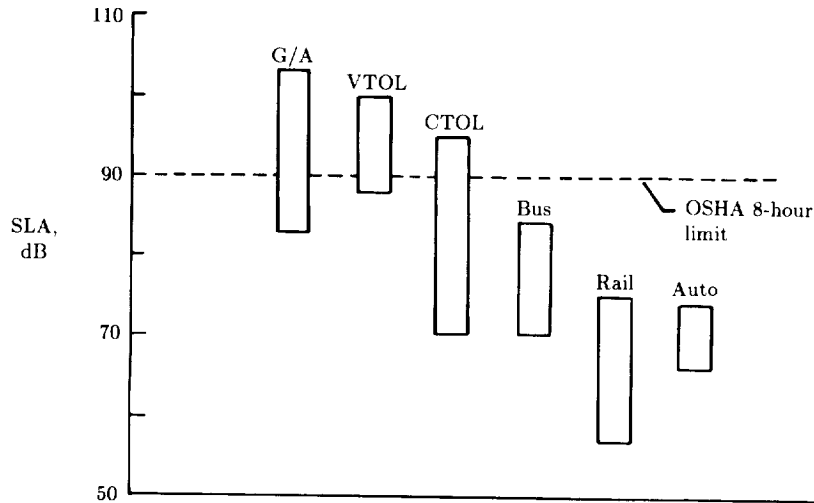 110
G/A
VTOL
CTOL
90
Bus
OSHA 8-hour
limit
SLA,
dB
Rail
Auto
70
50